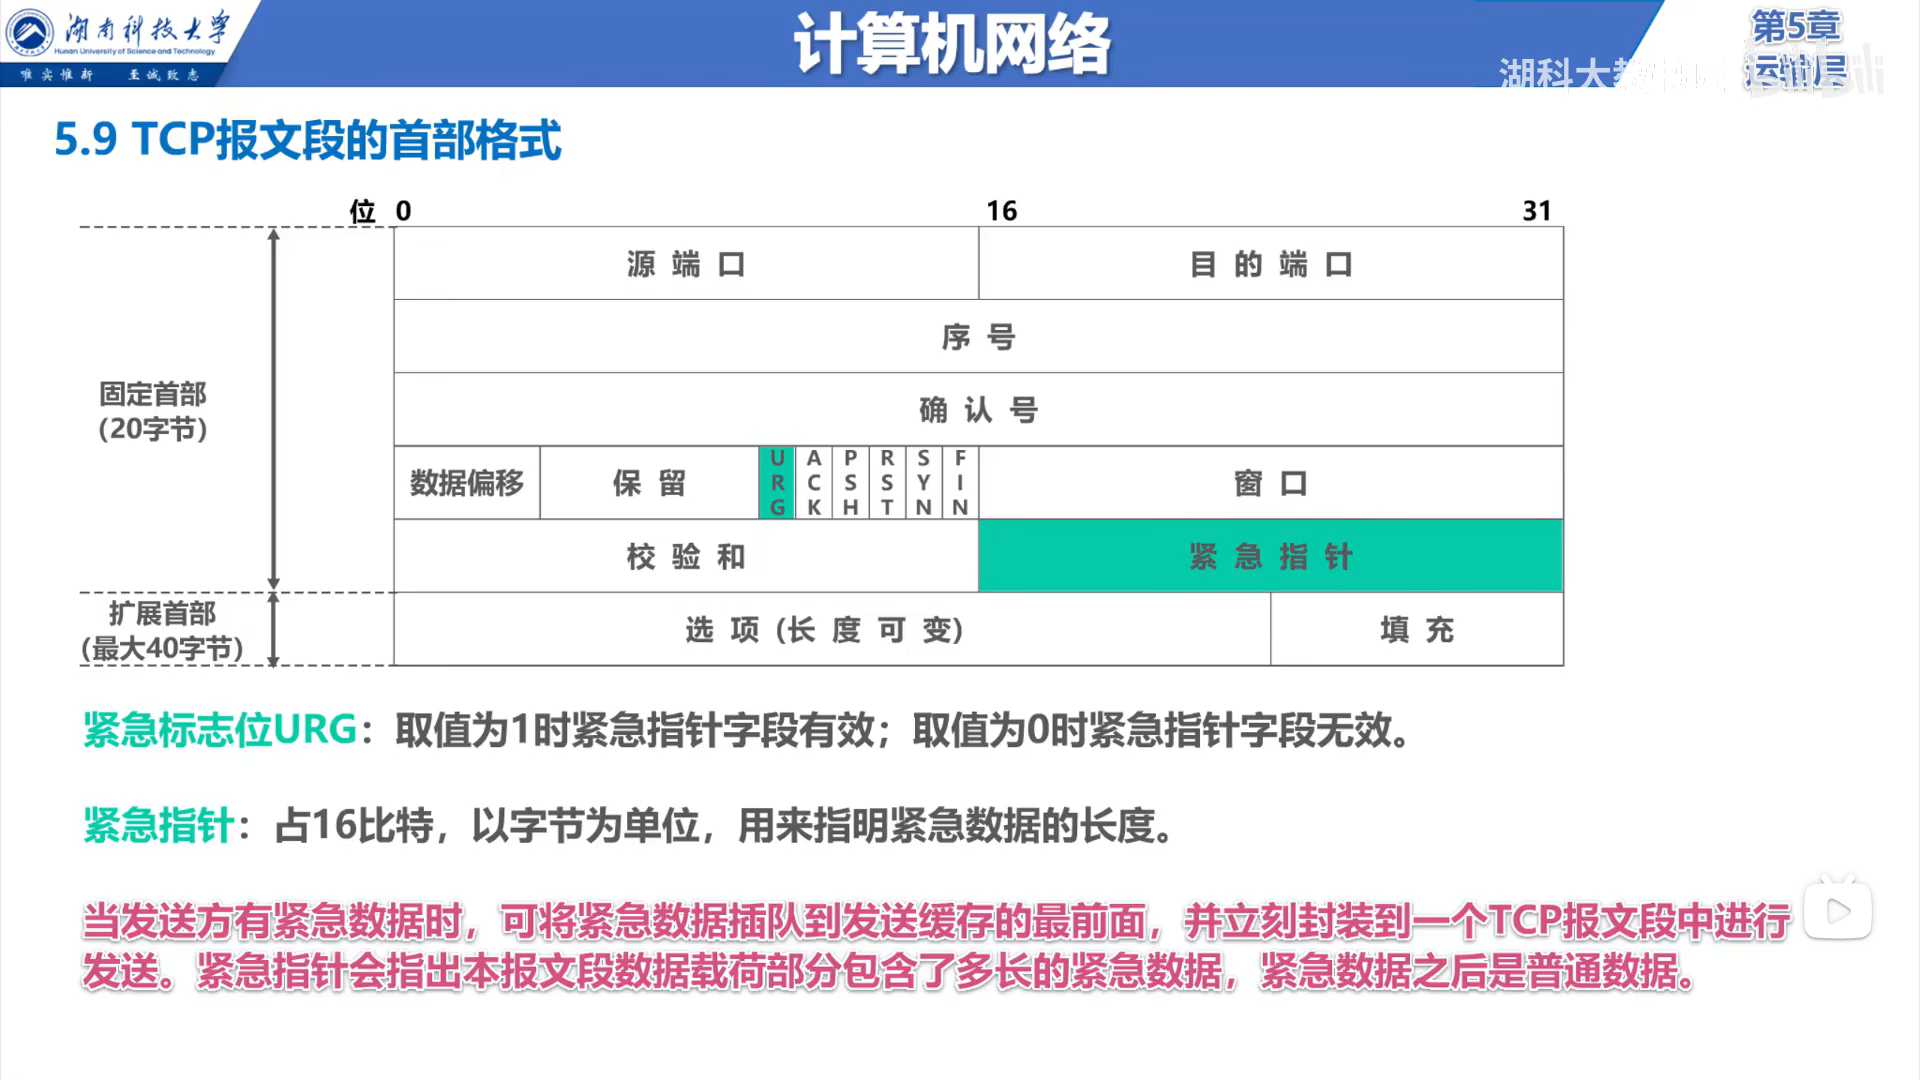 湖南科技大学
Hunan University of Science and Technology
唯实惟新 至诚致志
计算机网络
第5章
运输层
湖科大教
5.9 TCP报文段的首部格式
位 0 16 31
源端口 目的端口
序号
确认号
固定首部
(20字节)
数据偏移 保留 URG ACK PSH RST SYN FIN 窗口
校验和 紧急指针
扩展首部
(最大40字节)
选项(长度可变) 填充
紧急标志位URG：取值为1时紧急指针字段有效；取值为0时紧急指针字段无效。
紧急指针：占16比特，以字节为单位，用来指明紧急数据的长度。
当发送方有紧急数据时，可将紧急数据插队到发送缓存的最前面，并立刻封装到一个TCP报文段中进行
发送。紧急指针会指出本报文段数据载荷部分包含了多长的紧急数据，紧急数据之后是普通数据。